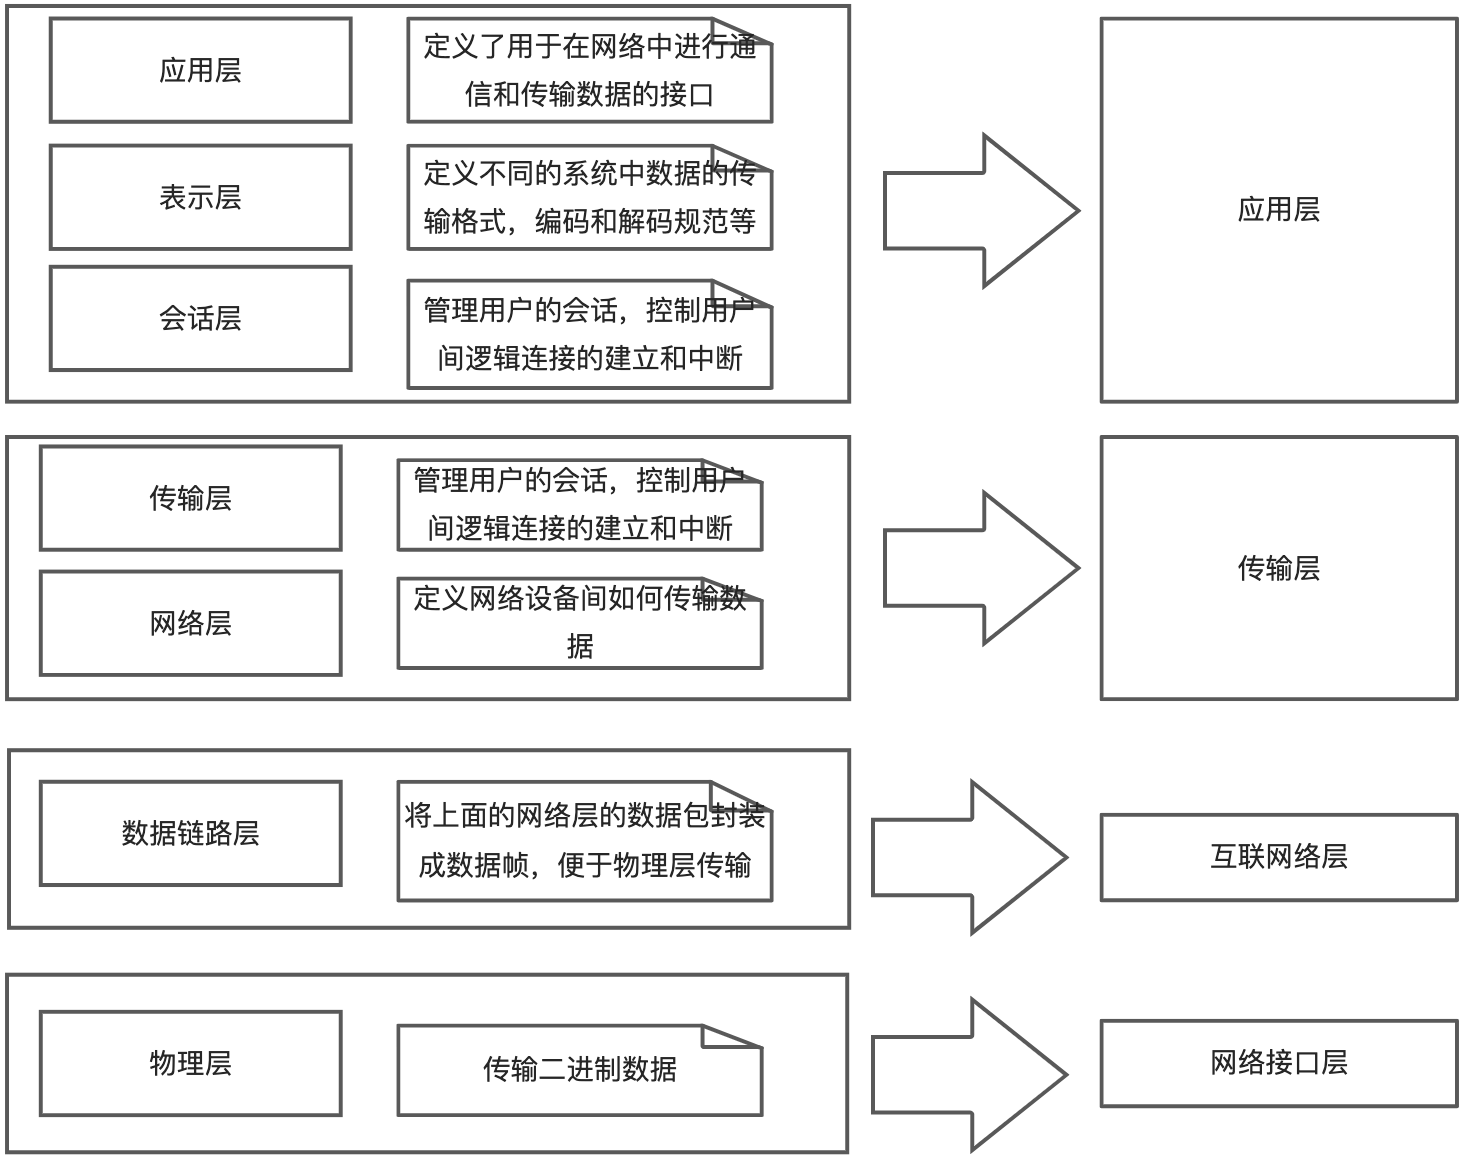 应用层
定义了用于在网络中进行通
信和传输数据的接口
表示层
定义不同的系统中数据的传
输格式，编码和解码规范等
会话层
管理用户的会话，控制用户
间逻辑连接的建立和中断
应用层
传输层
管理用户的会话，控制用户
间逻辑连接的建立和中断
网络层
定义网络设备间如何传输数
据
传输层
数据链路层
将上面的网络层的数据包封装
成数据帧，便于物理层传输
互联网络层
物理层
传输二进制数据
网络接口层